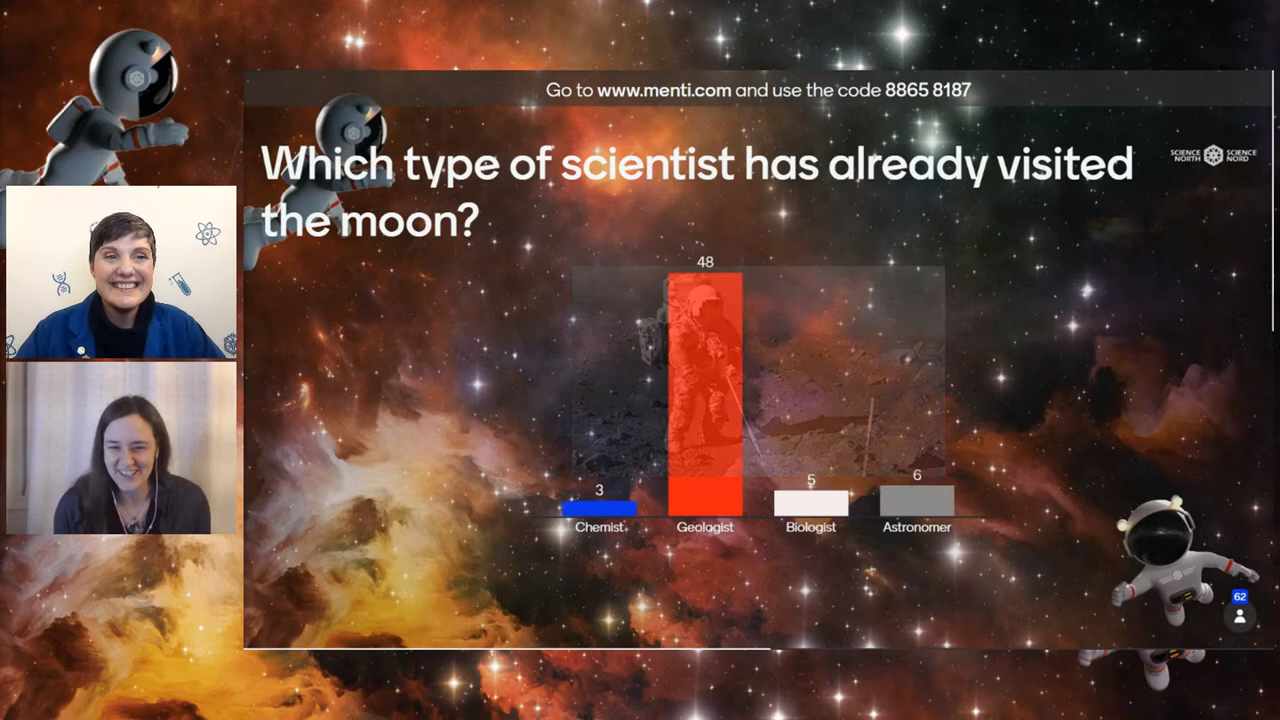 Go to www.menti.com and use the code 8865 8187
Which type of scientist has already visited
the moon?
SCIENCE NORTH
SCIENCE NORD
48
3
5
6
Chemist
Geologist
Biologist
Astronomer
62